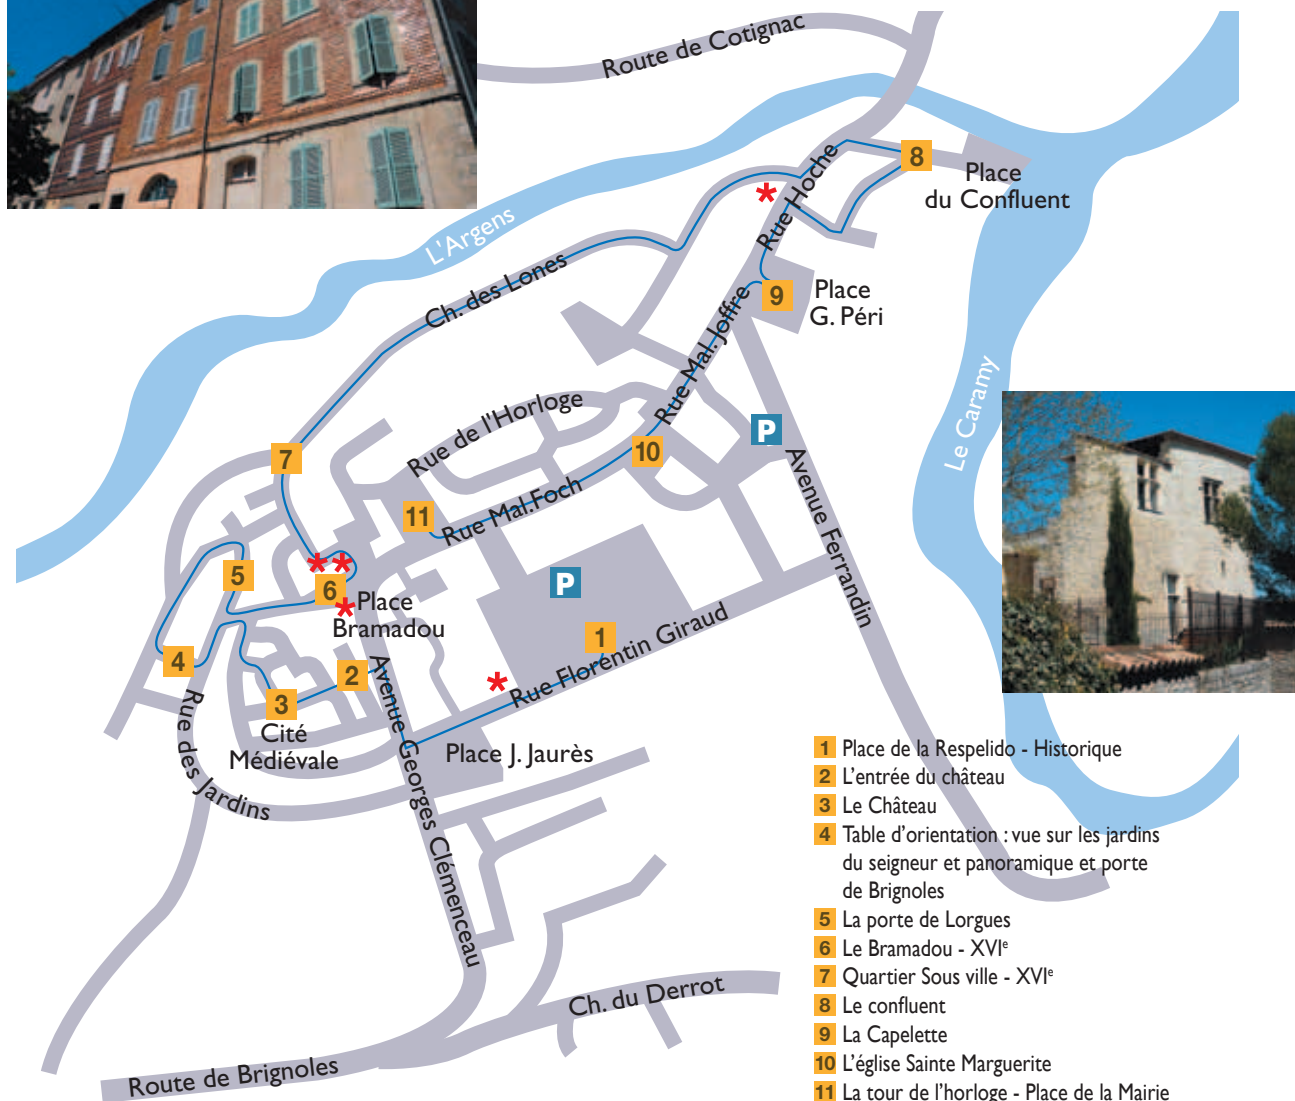 Route de Cotignac
L'Argens
Rue Hoche
8
Place
du Confluent
Ch. des Lones
9
Place
G. Péri
Rue Mal. Joffre
Le Caramy
Rue de l'Horloge
P
7
10
11
Rue Mal.Foch
Avenue Ferrandin
* *
*
*
*
5
6
P
Place
Bramadou
1
4
2
Rue Florentin Giraud
3
Cité
Médiévale
Rue des Jardins
Avenue Georges Clémenceau
Place J. Jaurès
Ch. du Derrot
Route de Brignoles
1 Place de la Respelido - Historique
2 L'entrée du château
3 Le Château
4 Table d'orientation : vue sur les jardins
du seigneur et panoramique et porte
de Brignoles
5 La porte de Lorgues
6 Le Bramadou - XVIe
7 Quartier Sous ville - XVIe
8 Le confluent
9 La Capelette
10 L'église Sainte Marguerite
11 La tour de l'horloge - Place de la Mairie